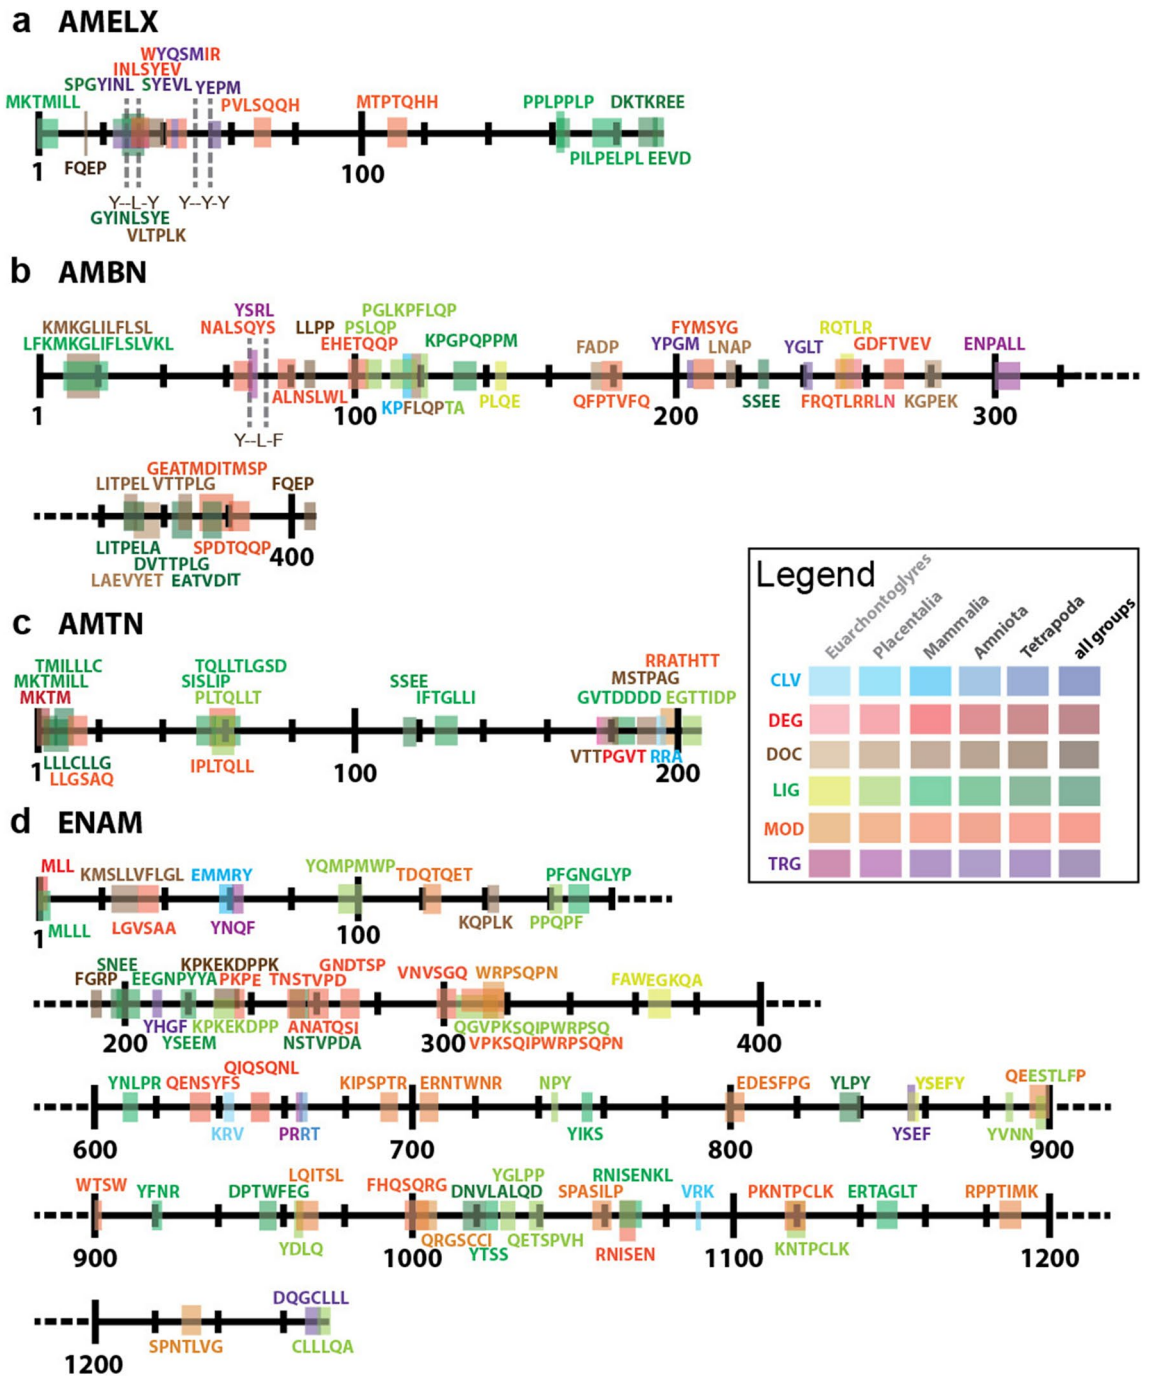 a AMELX
WYQSMIR
INLSYEV
SPGYINL SYEVL YEPM
MKTMILL PVLSQQH MTPTQHH PPLPPLP DKTKREE
FQEP PILPELPL EEVD
1 100
Y--L-Y Y--Y-Y
GYINLSYE
VLTPLK
b AMBN
YSRL PGLKPFLQP
KMKGLILFLSL NALSQYS LLPP PSLQP FYMSYG RQTLR
LFKMKGLIFLSLVKL EHETQQP KPGPQPPM FADP YPGM LNAP YGLT GDFTVEV ENPALL
ALNSLWL KPFLQPTA PLQE QFPTVFQ SSEE FRQTLRRLN KGPEK
1 100 200 300
Y--L-F
GEATMDITMSP
LITPEL VTTPLG FQEP
LITPELA SPDTQQP
400
DVTTPLG
LAEVYET EATVDIT
c AMTN
TMILLLC TQLLTLGSD RRATHTT
MKTMILL SISLIP SSEE MSTPAG
MKTM PLTQLLT IFTGLLI GVTDDDD EGTTIDP
LLLCLLG IPLTQLL VTTPGVT RRA
1 100 200
LLGSAQ
Legend
Euarchontoglyres
Placentalia
Mammalia
Amniota
Tetrapoda
all groups
CLV
DEG
DOC
LIG
MOD
TRG
d ENAM
MLL KMSLLVFLGL EMMRY YQMPMWP TDQTQET PFGNGLYP
MLLL LGVSAA YNQF KQPLK PPQPF
1 100
SNEE KPKEKDPPK GNDTSP
FGRP EEGNPYYA PKPE TNSTVPD VNVSGQ WRPSQPN FAWEGKQA
YHGF KPKEKDPP ANATQSI QGVPKSQIPWRPSQ
YSEEM NSTVPDA VPKSQIPWRPSQPN
200 300 400
QIQSQNL
YNLPR QENSYFS KIPSPTR ERNTWNR NPY EDESFPG YLPY YSEFY QEESTLFP
KRV PRRT YIKS YSEF YVNN
600 700 800 900
LQITSL YGLPP RNISENKL
WTSW YFNR DPTWFEG FHQSQRG DNVLALQD SPASILP VRK PKNTPCLK ERTAGLT RPPTIMK
YDLQ QRGSCCI QETSPVH KNTPCLK
YTSS RNISEN
900 1000 1100 1200
DQGCLLL
SPNTLVG CLLLQA
1200